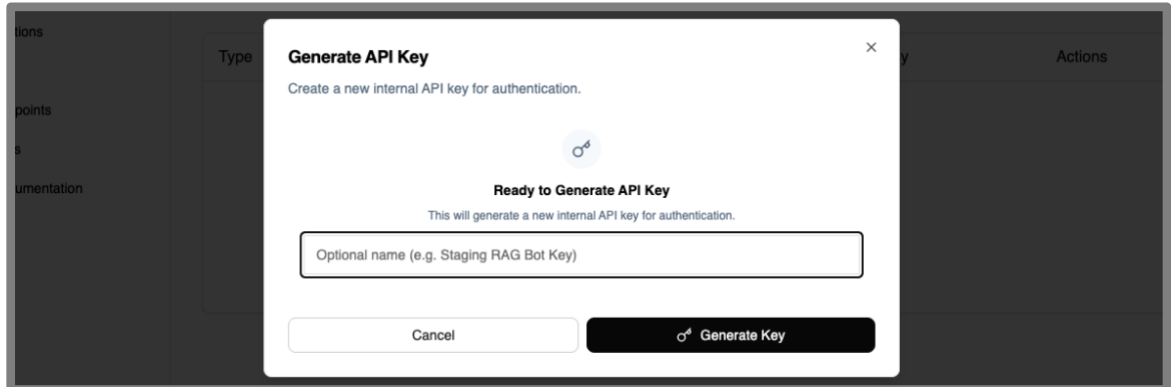 tions
Type
Generate API Key
y
Actions
Create a new internal API key for authentication.
points
s
umentation
Ready to Generate API Key
This will generate a new internal API key for authentication.
Optional name (e.g. Staging RAG Bot Key)
Cancel
Generate Key